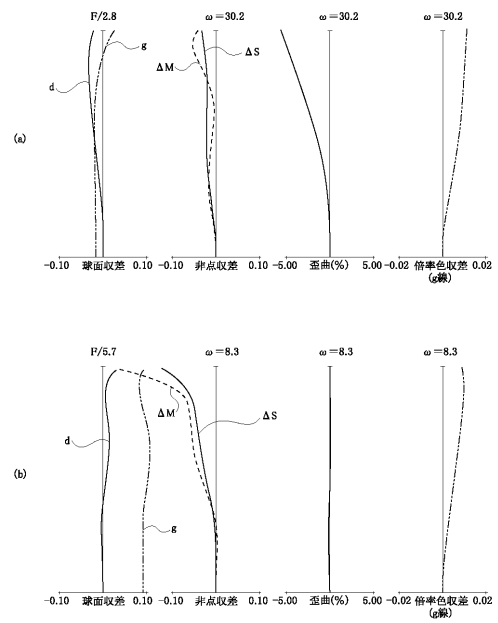 F/2.8 ω=30.2 ω=30.2 ω=30.2
g
ΔS
ΔM
d
(a)
-0.10 球面収差 0.10 -0.10 非点収差 0.10 -5.00 歪曲(%) 5.00 -0.02 倍率色収差 0.02
(g線)
F/5.7 ω=8.3 ω=8.3 ω=8.3
ΔM
ΔS
d
(b)
g
-0.10 球面収差 0.10 -0.10 非点収差 0.10 -5.00 歪曲(%) 5.00 -0.02 倍率色収差 0.02
(g線)